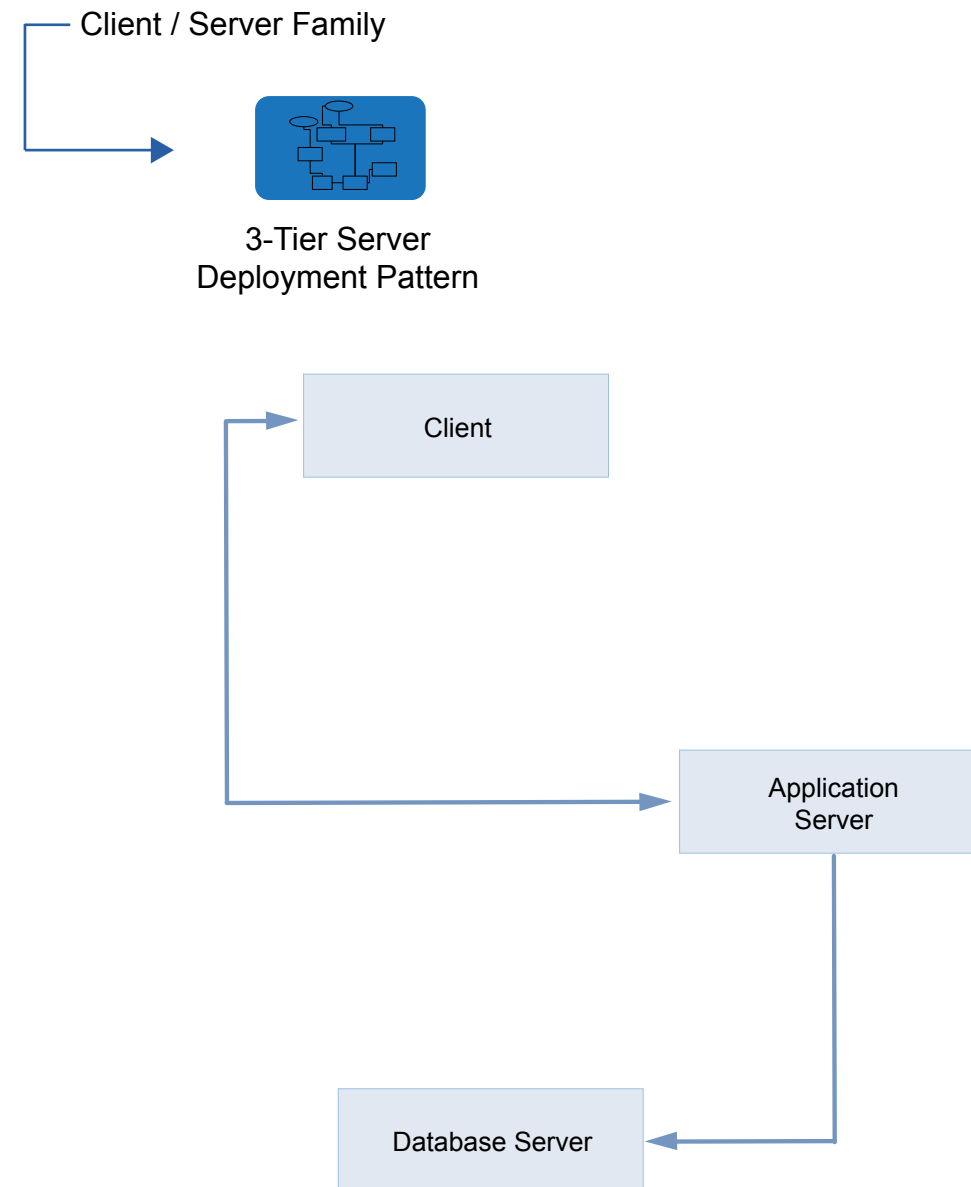 Client / Server Family
3-Tier Server
Deployment Pattern
Client
Application
Server
Database Server